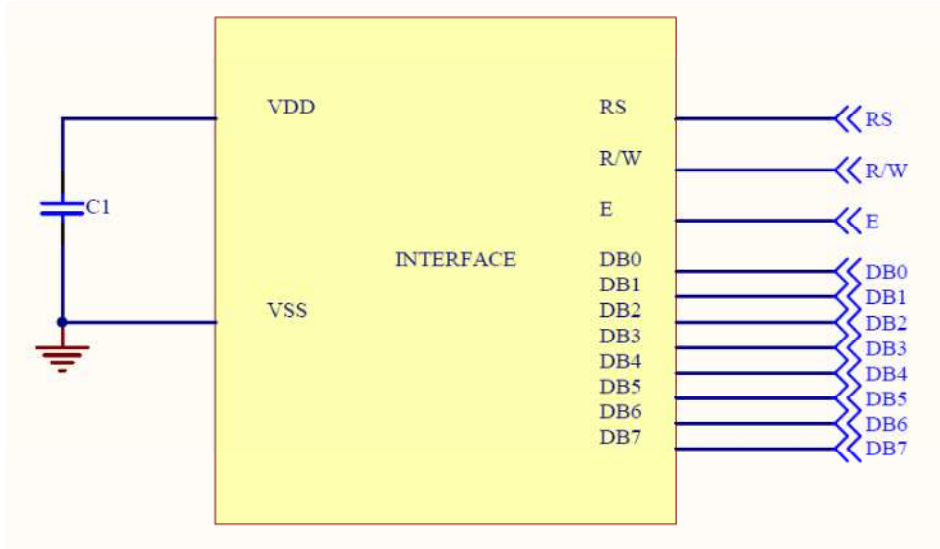 VDD
RS
RS
R/W
R/W
C1
E
E
INTERFACE
DB0
DB0
DB1
DB1
VSS
DB2
DB2
DB3
DB3
DB4
DB4
DB5
DB5
DB6
DB6
DB7
DB7